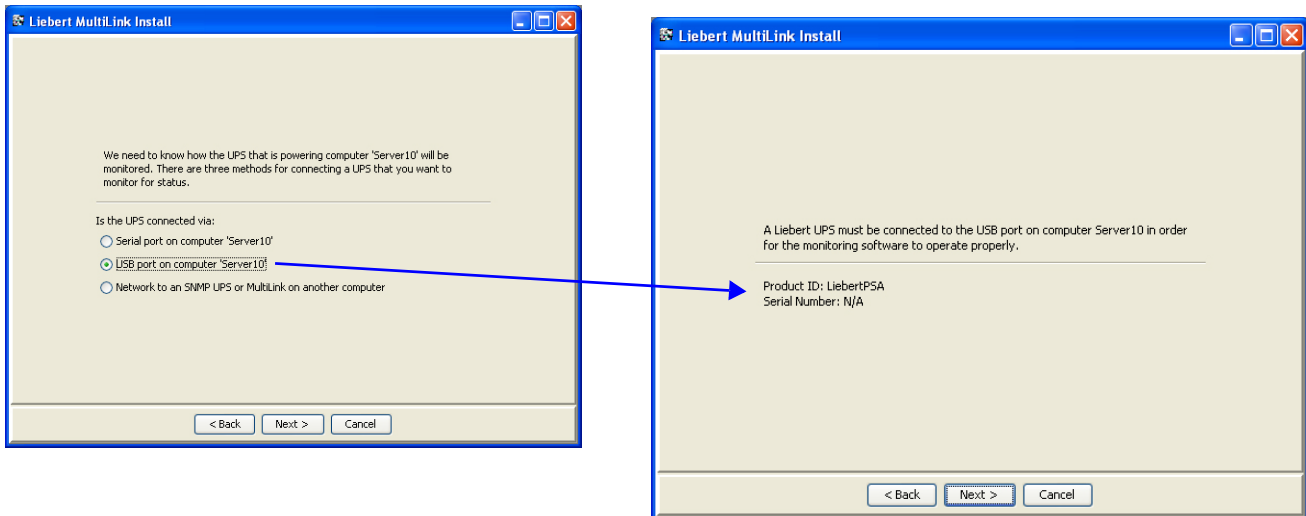 Liebert MultiLink Install
We need to know how the UPS that is powering computer 'Server10' will be
monitored. There are three methods for connecting a UPS that you want to
monitor for status.
Is the UPS connected via:
Serial port on computer 'Server10'
USB port on computer 'Server10'
Network to an SNMP UPS or MultiLink on another computer
< Back
Next >
Cancel
Liebert MultiLink Install
A Liebert UPS must be connected to the USB port on computer Server10 in order
for the monitoring software to operate properly.
Product ID: LiebertPSA
Serial Number: N/A
< Back
Next >
Cancel